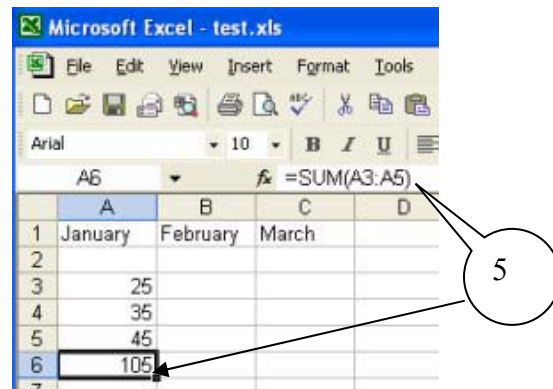 Microsoft Excel - test.xls
File Edit View Insert Format Tools
Arial 10 B I U
A6 fx =SUM(A3:A5)
A B C D
1 January February March
2
3 25
4 35
5 45
6 105
7
5